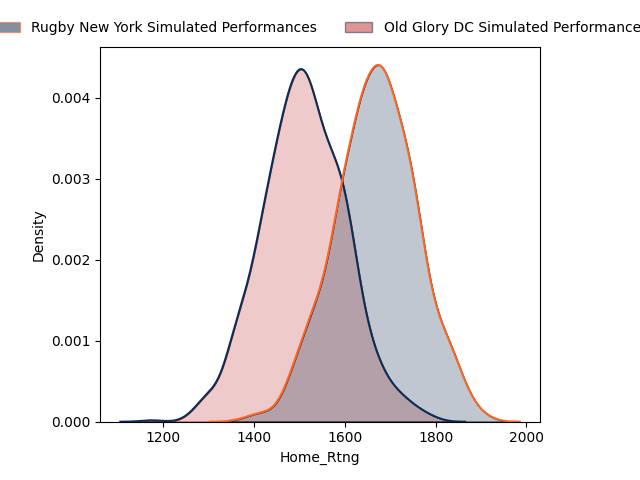 Rugby New York Simulated Performances
Old Glory DC Simulated Performance
0.004
0.003
0.002
0.001
0.000
Density
1200 1400 1600 1800 2000
Home_Rtng